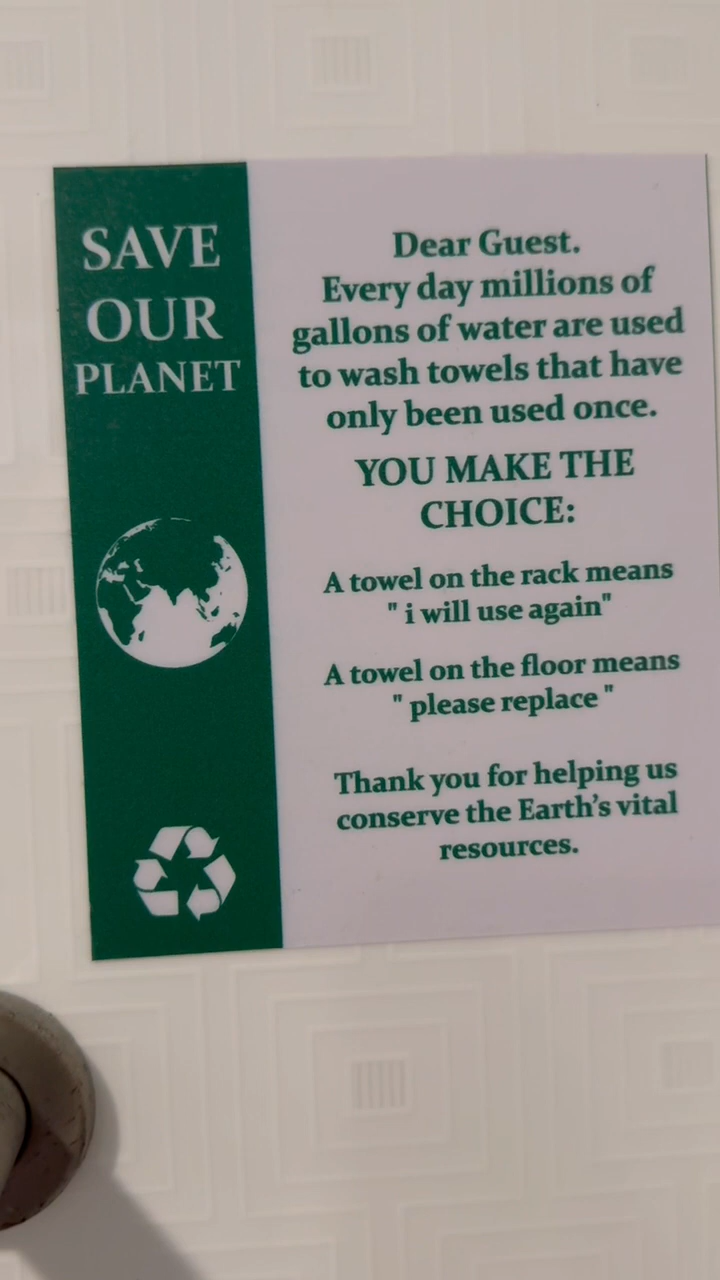 SAVE
OUR
PLANET
Dear Guest.
Every day millions of
gallons of water are used
to wash towels that have
only been used once.
YOU MAKE THE
CHOICE:
A towel on the rack means
" i will use again"
A towel on the floor means
" please replace "
Thank you for helping us
conserve the Earth's vital
resources.